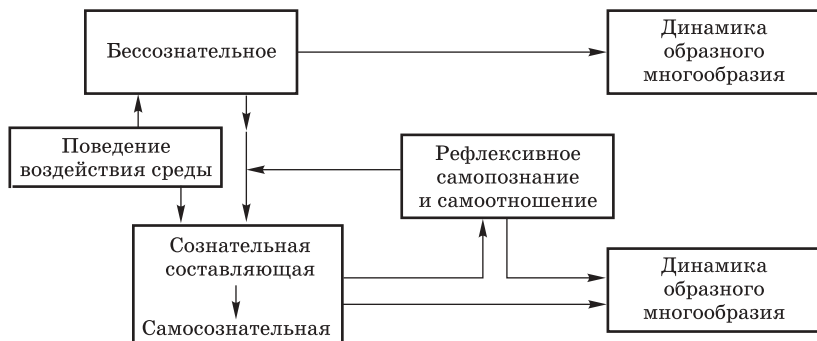 Бессознательное
Динамика
образного
многообразия
Поведение
воздействия среды
Рефлексивное
самопознание
и самоотношение
Сознательная
составляющая
Самосознательная
Динамика
образного
многообразия